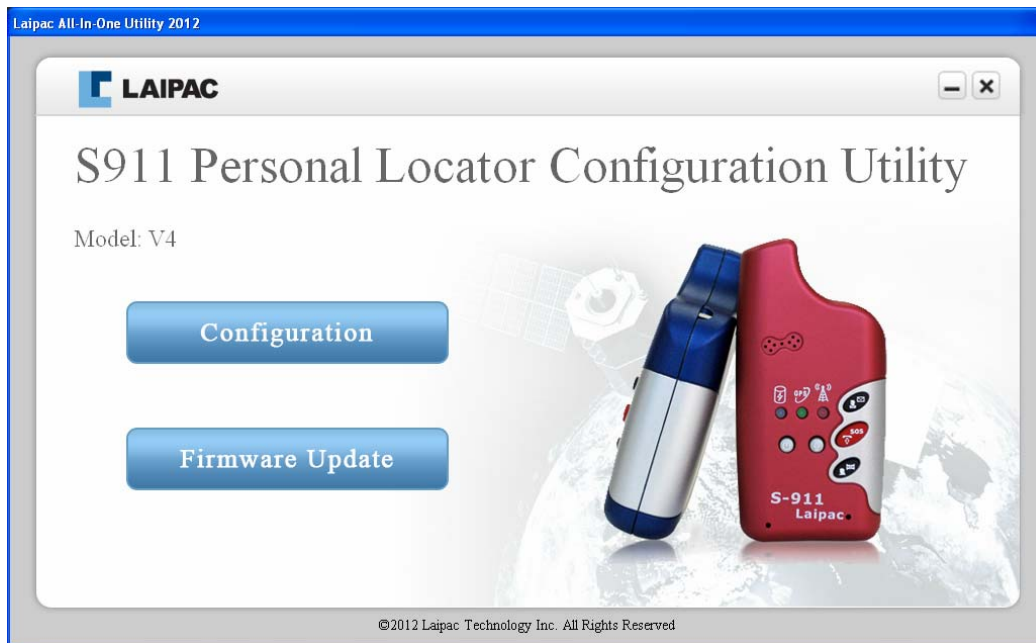 Laipac All-In-One Utility 2012
LAIPAC
S911 Personal Locator Configuration Utility
Model: V4
Configuration
Firmware Update
GPS
SOS
S-911
Laipac
©2012 Laipac Technology Inc. All Rights Reserved